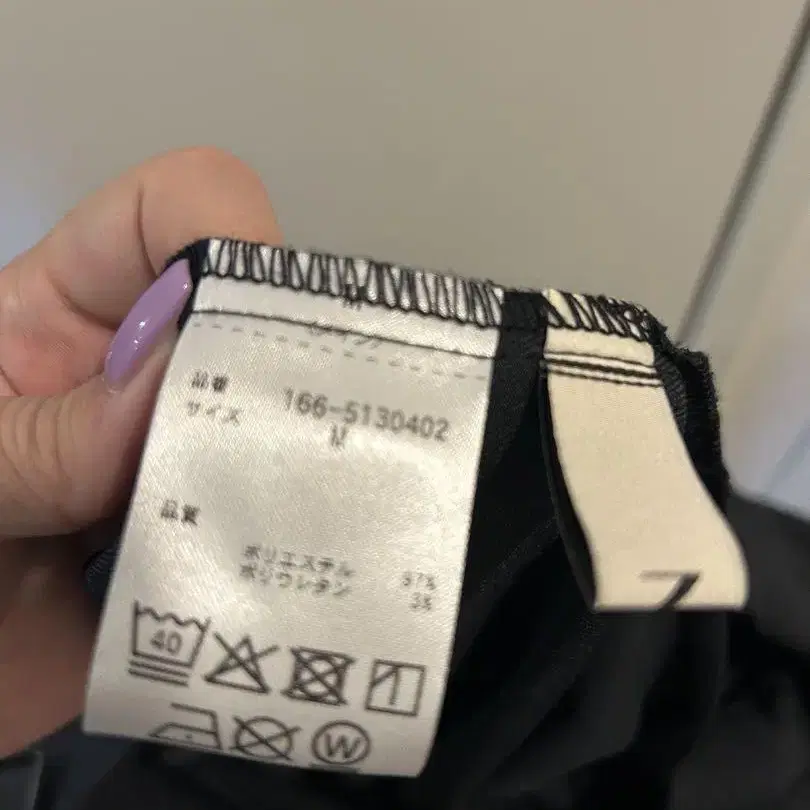 品番 166-5130402
サイズ M
品質
ポリエステル 97%
ポリウレタン 3%
40
W